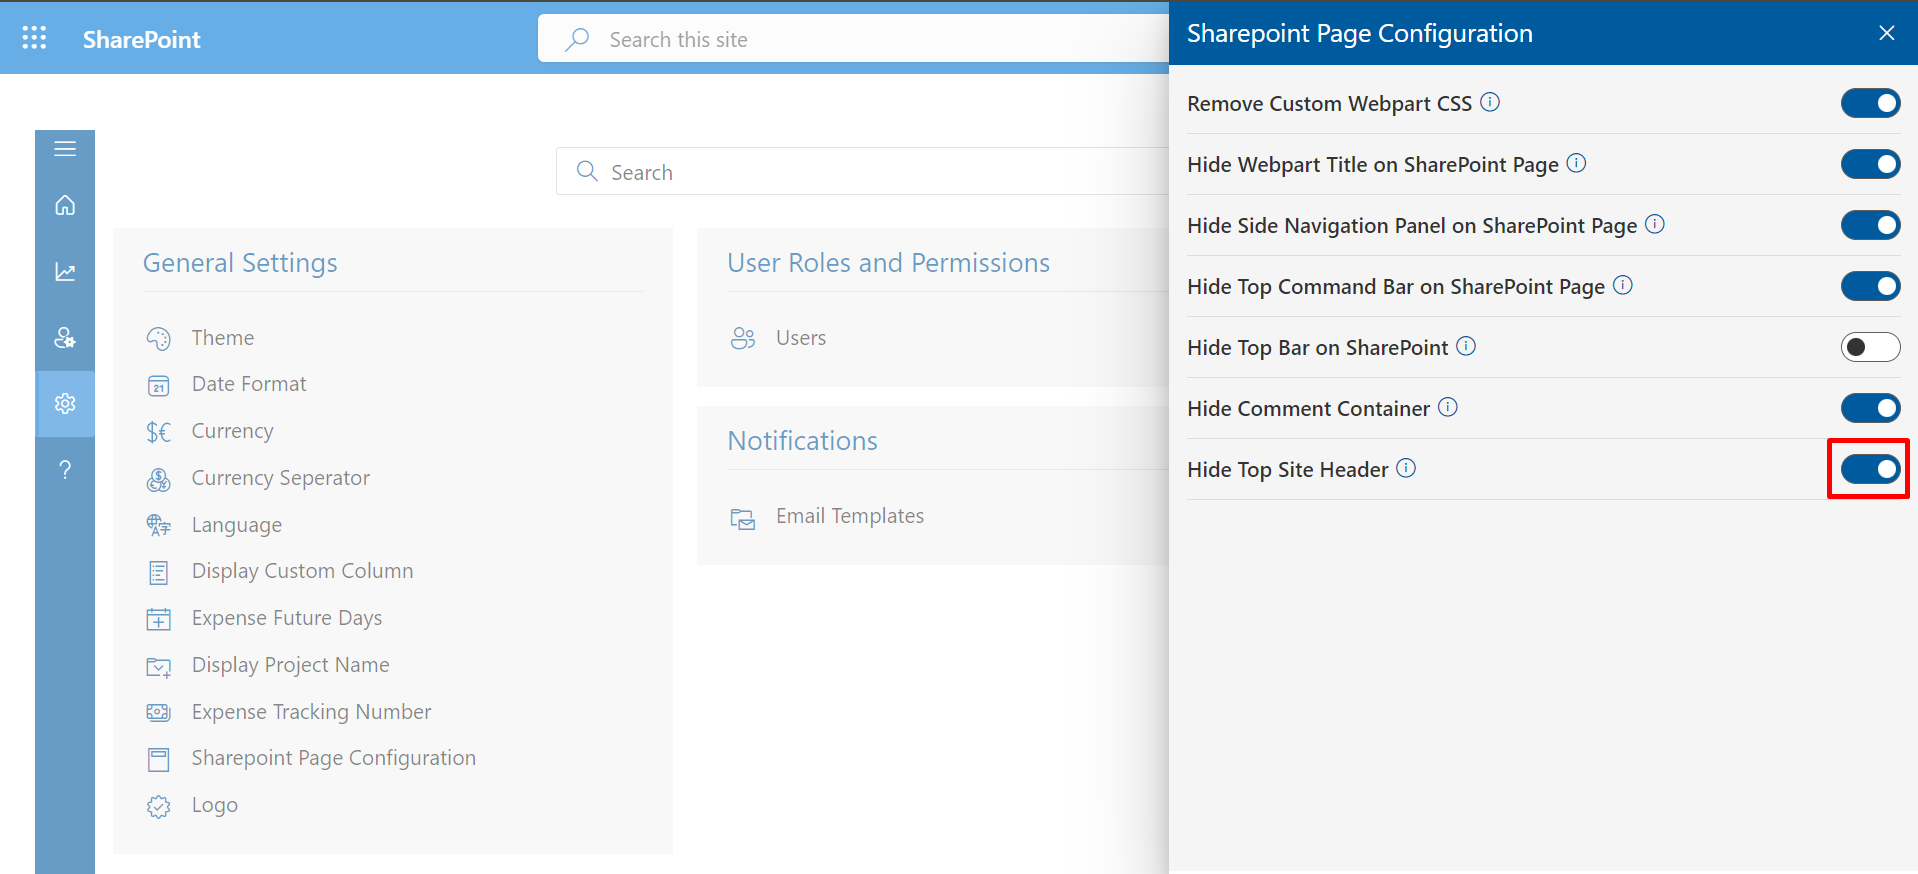 SharePoint
Search this site
Search
General Settings
Theme
21
Date Format
$€
Currency
Currency Seperator
Language
Display Custom Column
Expense Future Days
Display Project Name
Expense Tracking Number
Sharepoint Page Configuration
Logo
User Roles and Permissions
Users
Notifications
Email Templates
Sharepoint Page Configuration
Remove Custom Webpart CSS
Hide Webpart Title on SharePoint Page
Hide Side Navigation Panel on SharePoint Page
Hide Top Command Bar on SharePoint Page
Hide Top Bar on SharePoint
Hide Comment Container
Hide Top Site Header